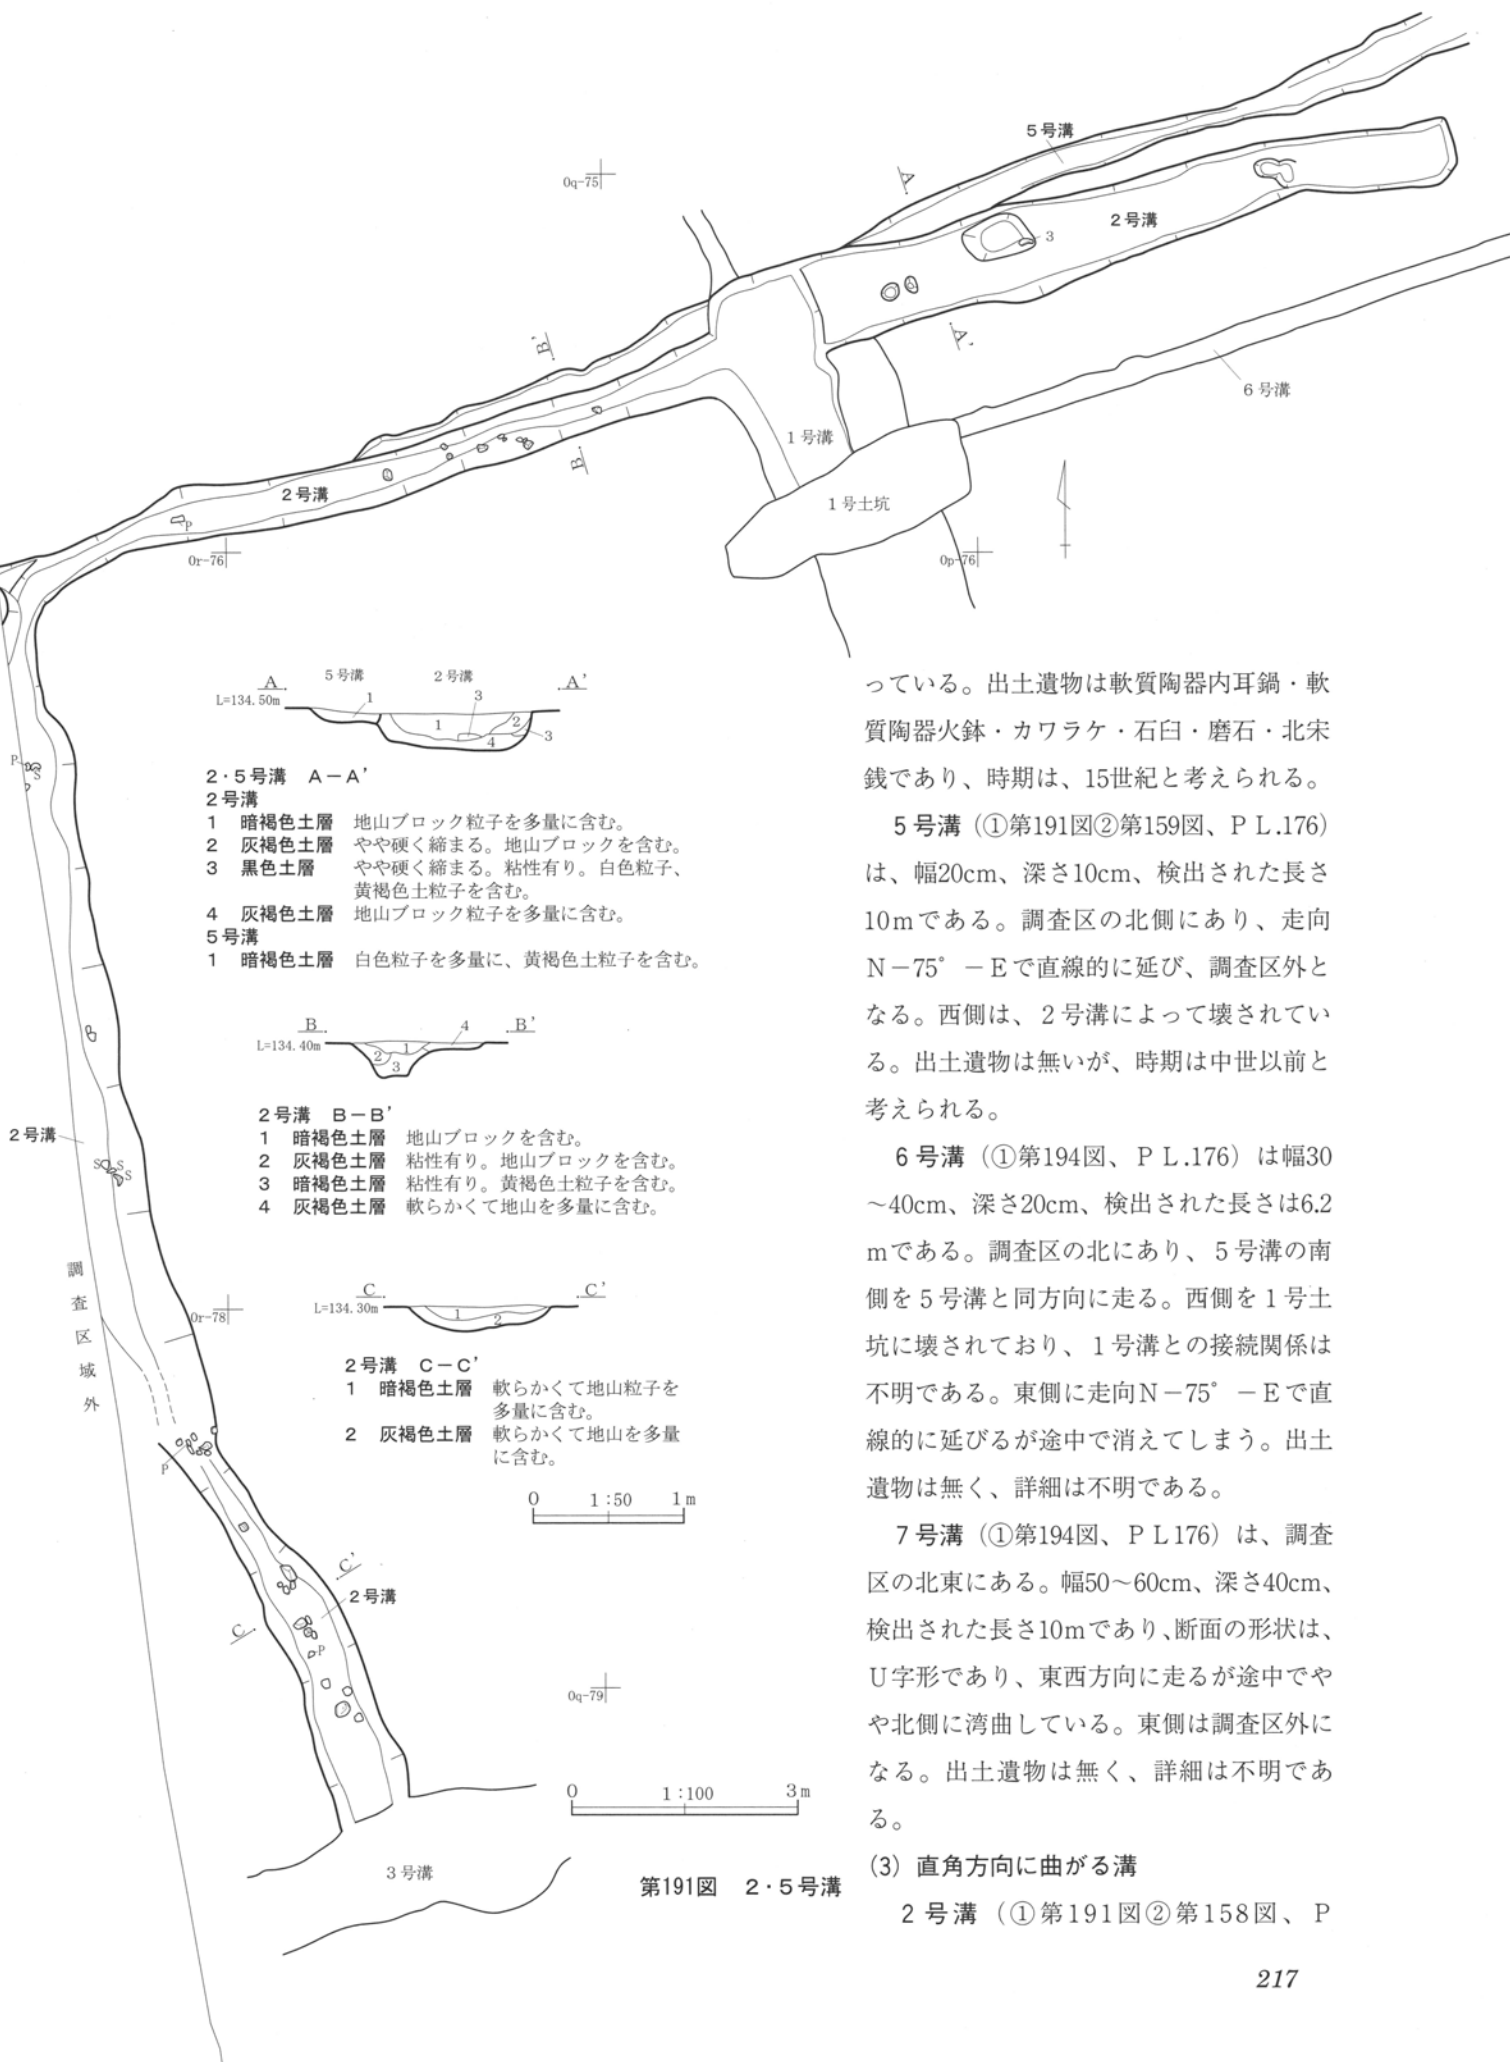 5号溝
0q-75
A
2号溝
3
B'
A'
6号溝
1号溝
B
2号溝
1号土坑
P
0r-76
0p-76
A 5号溝 2号溝 A'
L=134.50m
1
3
1
2
4
3
P
S
2・5号溝 A-A'
2号溝
1 暗褐色土層 地山ブロック粒子を多量に含む。
2 灰褐色土層 やや硬く締まる。地山ブロックを含む。
3 黒色土層 やや硬く締まる。粘性有り。白色粒子、
黄褐色土粒子を含む。
4 灰褐色土層 地山ブロック粒子を多量に含む。
5号溝
1 暗褐色土層 白色粒子を多量に、黄褐色土粒子を含む。
B 4 B'
L=134.40m
2
1
3
2号溝 B-B'
1 暗褐色土層 地山ブロックを含む。
2 灰褐色土層 粘性有り。地山ブロックを含む。
3 暗褐色土層 粘性有り。黄褐色土粒子を含む。
4 灰褐色土層 軟らかくて地山を多量に含む。
2号溝
S
S
S
調査区域外
0r-78
C C'
L=134.30m
1
2
2号溝 C-C'
1 暗褐色土層 軟らかくて地山粒子を
多量に含む。
2 灰褐色土層 軟らかくて地山を多量
に含む。
P
0 1:50 1m
C'
2号溝
C
P
0q-79
0 1:100 3m
3号溝
第191図 2・5号溝
っている。出土遺物は軟質陶器内耳鍋・軟
質陶器火鉢・カワラケ・石臼・磨石・北宋
銭であり、時期は、15世紀と考えられる。
5号溝（①第191図②第159図、ＰＬ.176）
は、幅20cm、深さ10cm、検出された長さ
10mである。調査区の北側にあり、走向
Ｎ－75°－Ｅで直線的に延び、調査区外と
なる。西側は、２号溝によって壊されてい
る。出土遺物は無いが、時期は中世以前と
考えられる。
6号溝（①第194図、ＰＬ.176）は幅30
～40cm、深さ20cm、検出された長さは6.2
mである。調査区の北にあり、５号溝の南
側を５号溝と同方向に走る。西側を１号土
坑に壊されており、１号溝との接続関係は
不明である。東側に走向Ｎ－75°－Ｅで直
線的に延びるが途中で消えてしまう。出土
遺物は無く、詳細は不明である。
7号溝（①第194図、ＰＬ176）は、調査
区の北東にある。幅50～60cm、深さ40cm、
検出された長さ10mであり、断面の形状は、
Ｕ字形であり、東西方向に走るが途中でや
や北側に湾曲している。東側は調査区外に
なる。出土遺物は無く、詳細は不明であ
る。
(3) 直角方向に曲がる溝
2号溝（①第191図②第158図、Ｐ
217